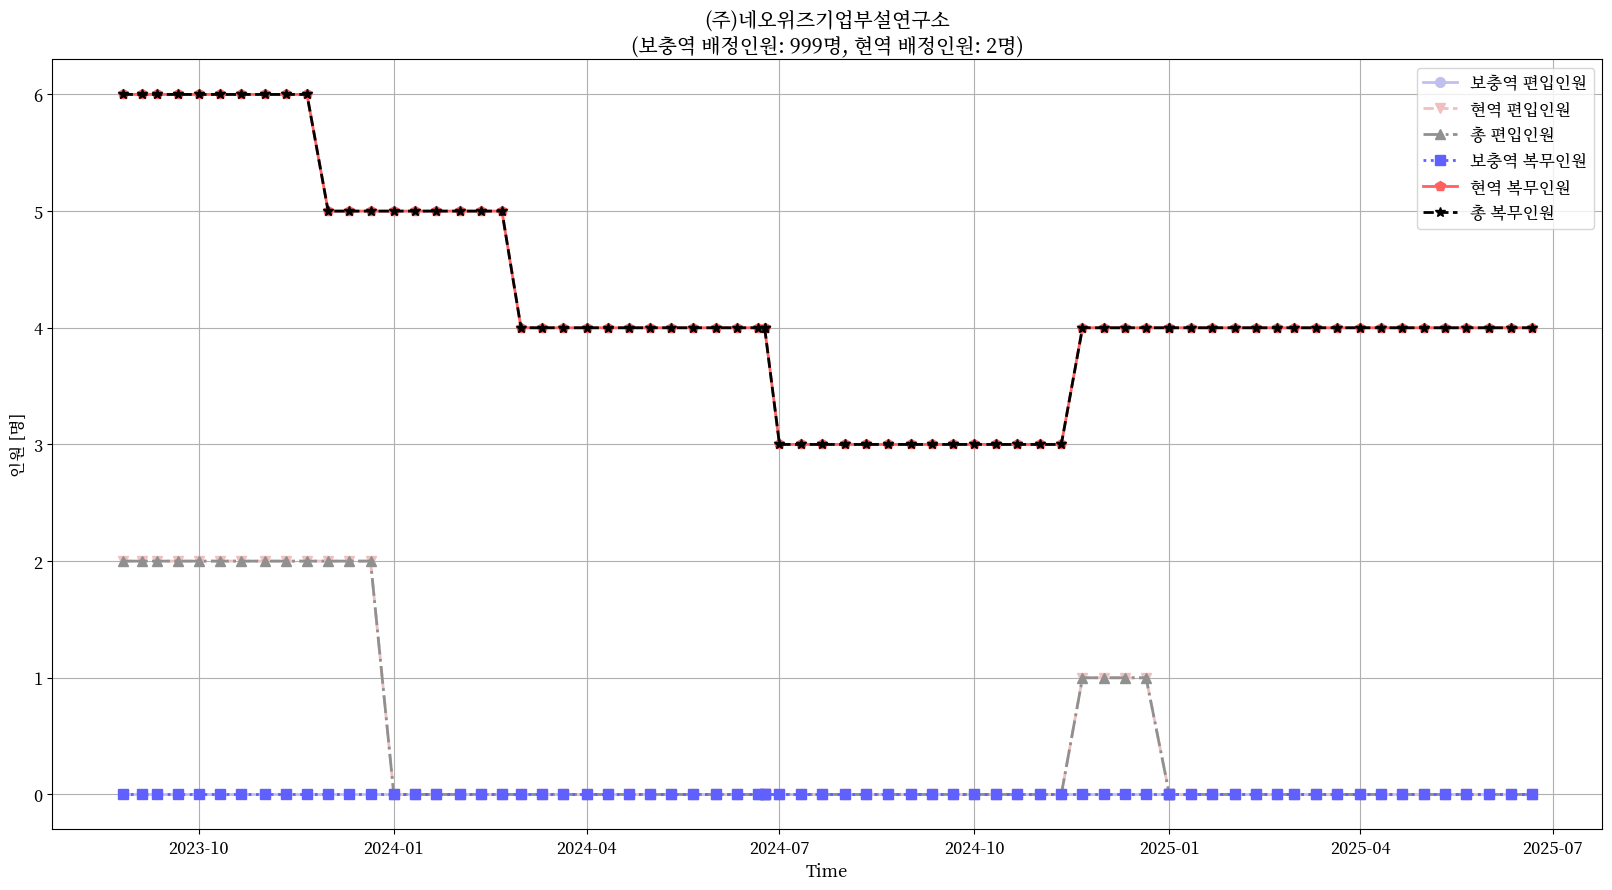 (주)네오위즈기업부설연구소
(보충역 배정인원: 999명, 현역 배정인원: 2명)
보충역 편입인원
현역 편입인원
총 편입인원
보충역 복무인원
현역 복무인원
총 복무인원
인원 [명]
6
5
4
3
2
1
0
2023-10
2024-01
2024-04
2024-07
2024-10
2025-01
2025-04
2025-07
Time